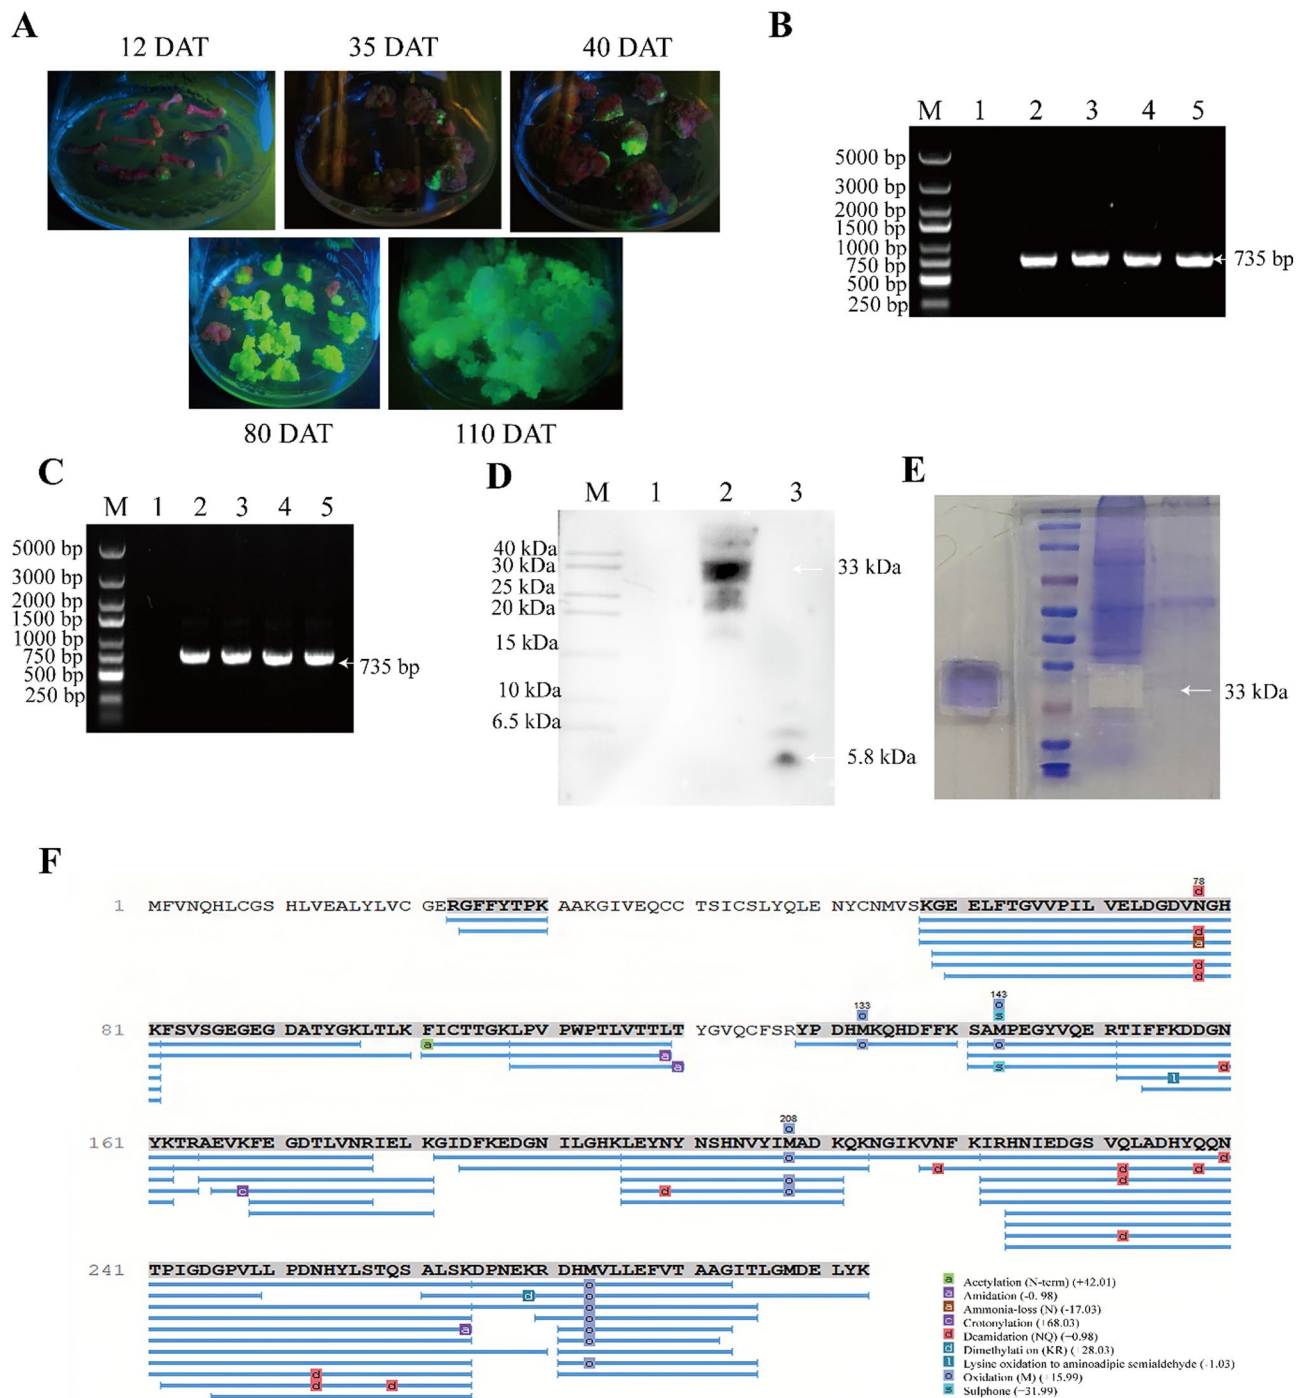 A
12 DAT
35 DAT
40 DAT
80 DAT
110 DAT
B
M 1 2 3 4 5
5000 bp
3000 bp
2000 bp
1500 bp
1000 bp
750 bp
500 bp
250 bp
735 bp
C
M 1 2 3 4 5
5000 bp
3000 bp
2000 bp
1500 bp
1000 bp
750 bp
500 bp
250 bp
735 bp
D
M 1 2 3
40 kDa
30 kDa
25 kDa
20 kDa
15 kDa
10 kDa
6.5 kDa
33 kDa
5.8 kDa
E
33 kDa
F
78
d
1 MFVNQHLCGS HLVEALYLVC GERGFFYTPK AAKGIVEQCC TSICSLYQLE NYCNMVSKGE ELFTGVVPIL VELDGDVNGH
d
a
d
d
133 143
o o
s
81 KFSVSGEGEG DATYGKLTLK FICTTGKLPV PWPTLVTTLT YGVQCFSRYP DHMKQHDFFK SAMPEGYVQE RTIFFKDDGN
a o o
a
a s d
l
208
o
161 YKTRAEVKFE GDTLVNRIEL KGIDFKEDGN ILGHKLEYNY NSHNVYIMAD KQKNGIKVNF KIRHNIEDGS VQLADHYQQN
o d
d d d
o d
c d o
d
241 TPIGDGPVLL PDNHYLSTQS ALSKDPNEKR DHMVLLEFVT AAGITLGMDE LYK
o
d o
o
o
a o
o
o
o
d
d d
a Acetylation (N-term) (+42.01)
a Amidation (-0. 98)
a Ammonia-loss (N) (-17.03)
c Crotonylation (+68.03)
d Deamidation (NQ) (-0.98)
d Dimethylation (KR) (+28.03)
l Lysine oxidation to aminoadipic semialdehyde (-1.03)
o Oxidation (M) (+15.99)
s Sulphone (-31.99)